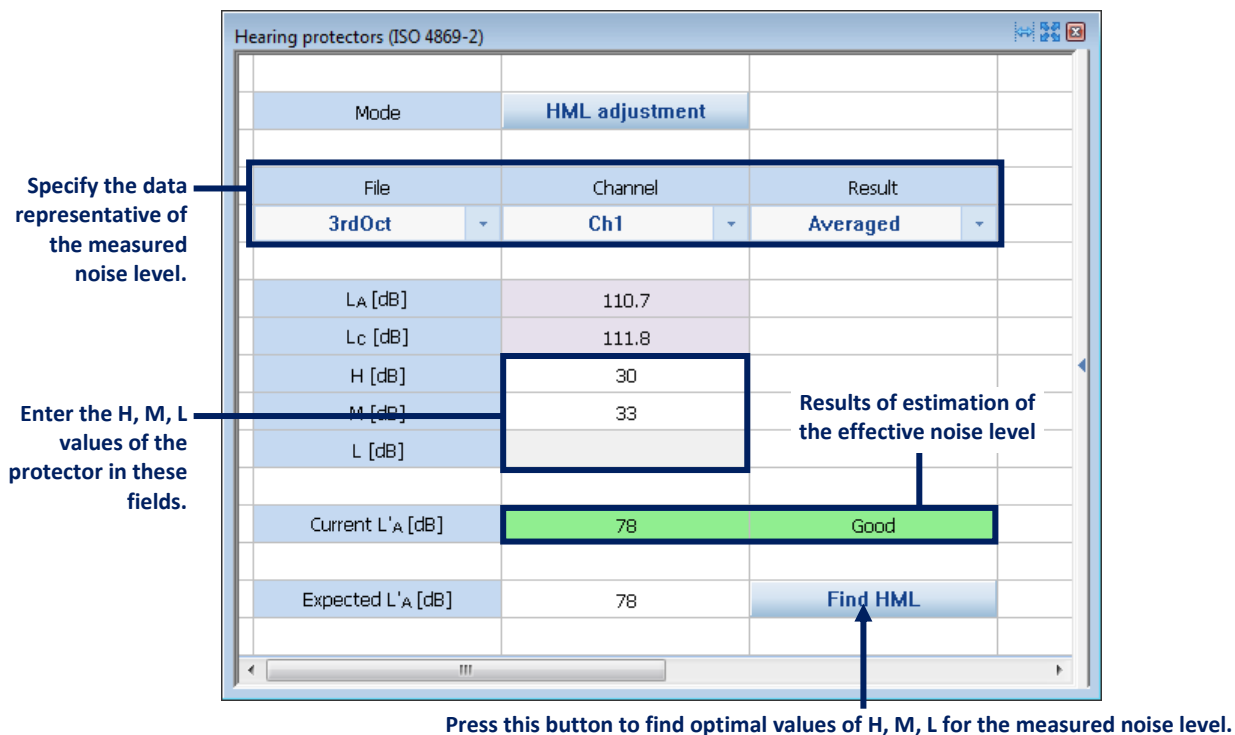 Hearing protectors (ISO 4869-2)
Mode HML adjustment
Specify the data
representative of
the measured
noise level.
File Channel Result
3rdOct Ch1 Averaged
LA [dB] 110.7
Lc [dB] 111.8
H [dB] 30
M [dB] 33
L [dB]
Enter the H, M, L
values of the
protector in these
fields.
Results of estimation of
the effective noise level
Current L'A [dB] 78 Good
Expected L'A [dB] 78 Find HML
Press this button to find optimal values of H, M, L for the measured noise level.